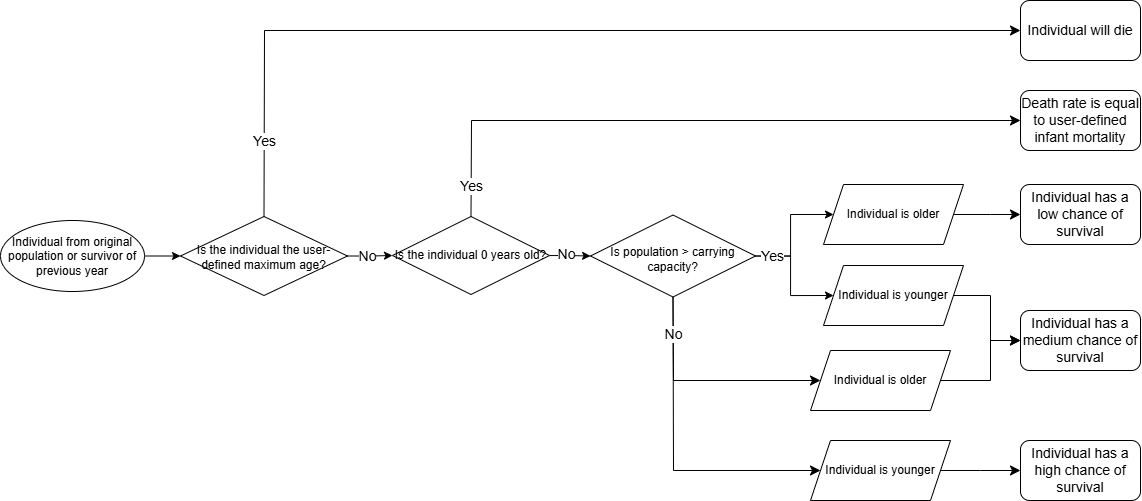 Individual will die
Death rate is equal
to user-defined
infant mortality
Yes
Yes
Individual has a
low chance of
survival
Individual is older
Individual from original
population or survivor of
previous year
Is the individual the user-
defined maximum age?
No
Is the individual 0 years old?
No
Is population > carrying
capacity?
Yes
Individual is younger
Individual has a
medium chance of
survival
No
Individual is older
Individual is younger
Individual has a
high chance of
survival